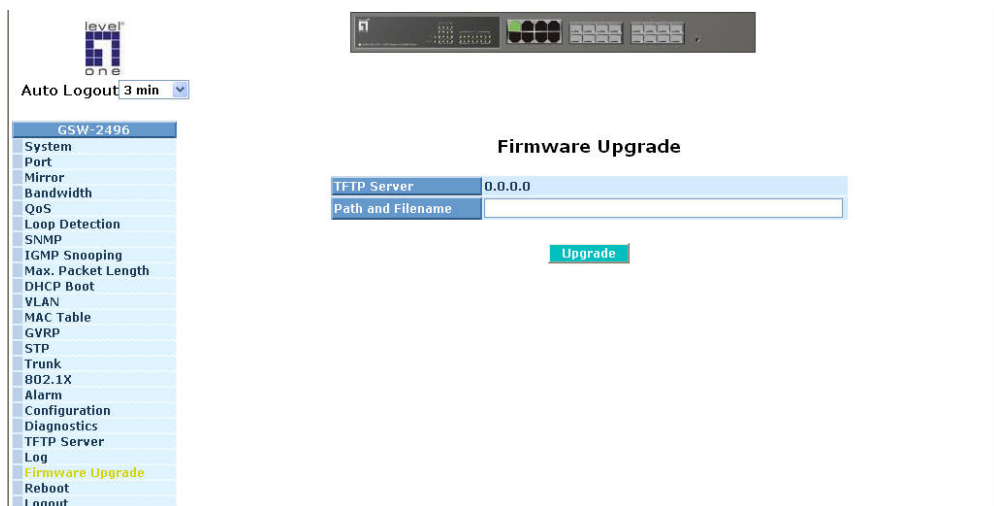 level
one
Auto Logout 3 min
GSW-2496
System
Port
Mirror
Bandwidth
QoS
Loop Detection
SNMP
IGMP Snooping
Max. Packet Length
DHCP Boot
VLAN
MAC Table
GVRP
STP
Trunk
802.1X
Alarm
Configuration
Diagnostics
TFTP Server
Log
Firmware Upgrade
Reboot
Logout
Firmware Upgrade
TFTP Server 0.0.0.0
Path and Filename
Upgrade